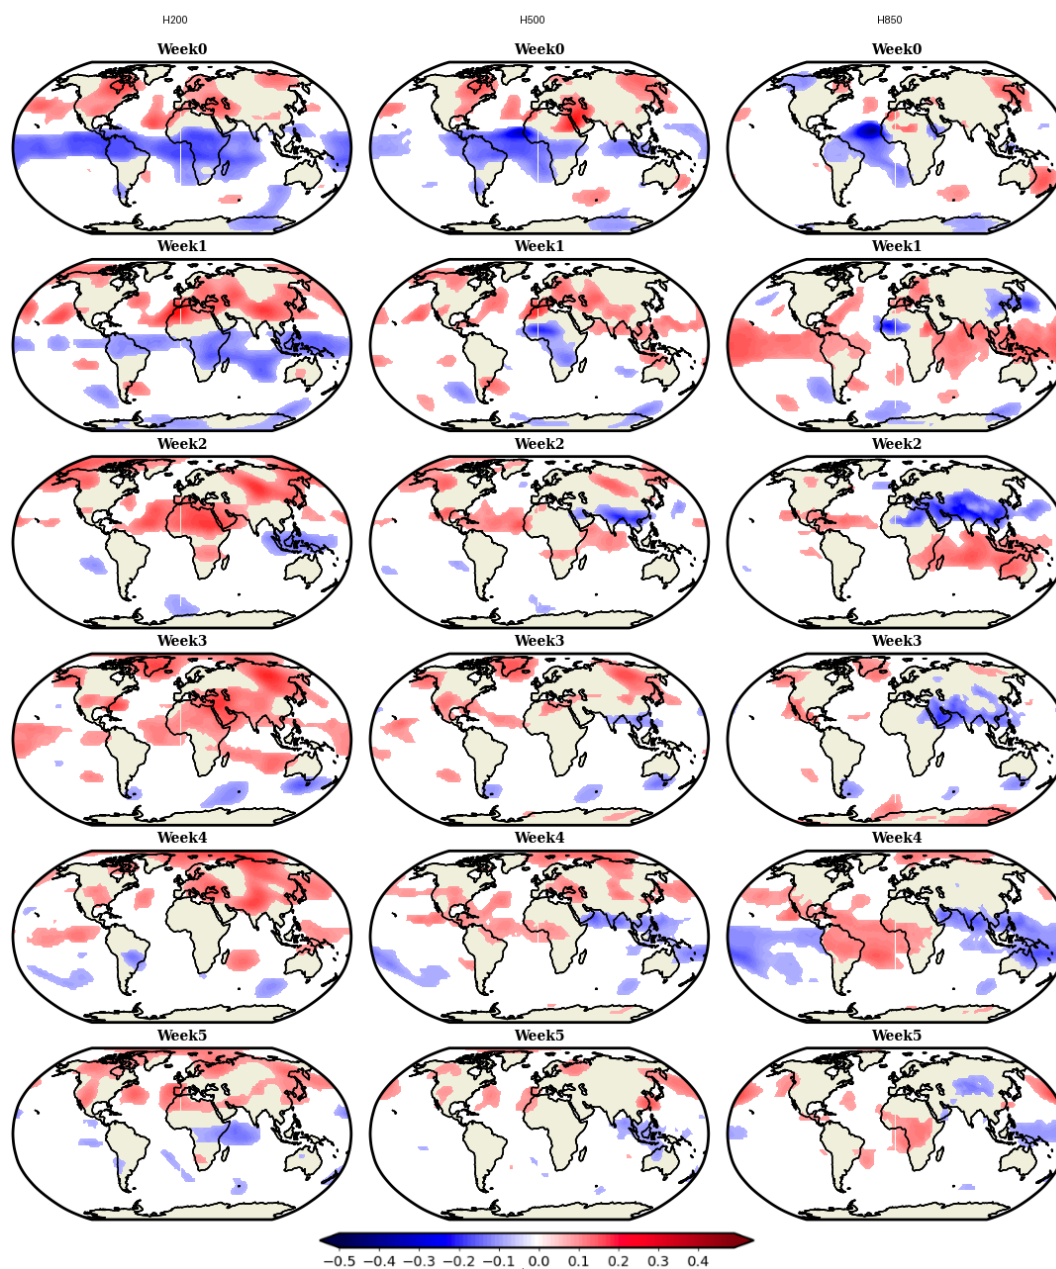 H200 H500 H850
Week0 Week0 Week0
Week1 Week1 Week1
Week2 Week2 Week2
Week3 Week3 Week3
Week4 Week4 Week4
Week5 Week5 Week5
−0.5 −0.4 −0.3 −0.2 −0.1 0.0 0.1 0.2 0.3 0.4